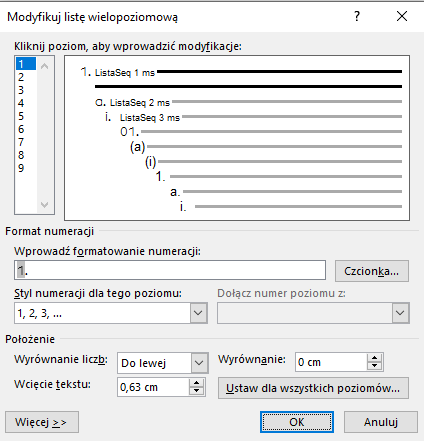 Modyfikuj listę wielopoziomową
Kliknij poziom, aby wprowadzić modyfikacje:
1
2
3
4
5
6
7
8
9
1. ListaSeq 1 ms
a. ListaSeq 2 ms
i. ListaSeq 3 ms
01.
(a)
(i)
1.
a.
i.
Format numeracji
Wprowadź formatowanie numeracji:
1.
Czcionka...
Styl numeracji dla tego poziomu:
Dołącz numer poziomu z:
1, 2, 3, ...
Położenie
Wyrównanie liczb:
Do lewej
Wyrównanie:
0 cm
Wcięcie tekstu:
0,63 cm
Ustaw dla wszystkich poziomów...
Więcej >>
OK
Anuluj